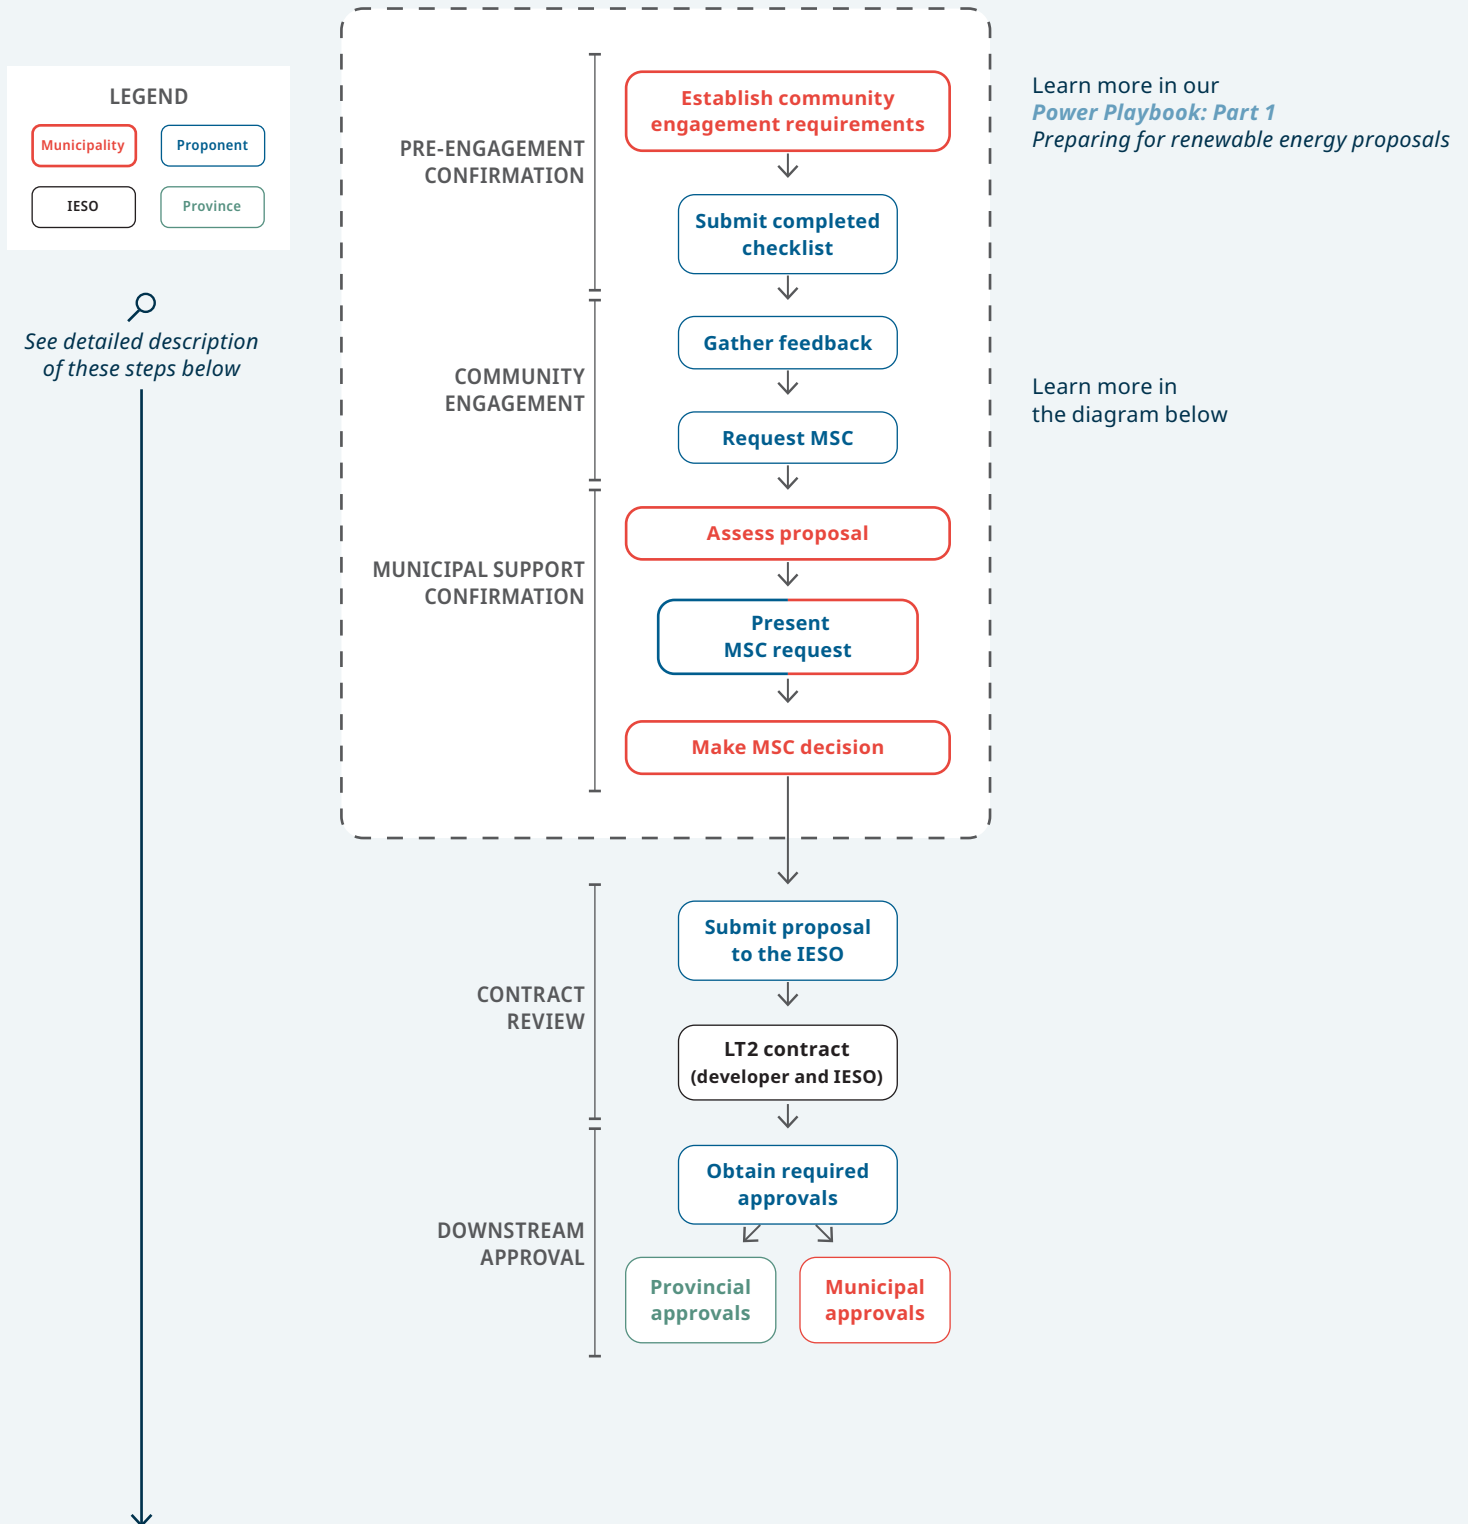 LEGEND
Municipality
Proponent
IESO
Province
See detailed description
of these steps below
PRE-ENGAGEMENT
CONFIRMATION
Establish community
engagement requirements
Submit completed
checklist
Learn more in our
Power Playbook: Part 1
Preparing for renewable energy proposals
COMMUNITY
ENGAGEMENT
Gather feedback
Request MSC
Learn more in
the diagram below
MUNICIPAL SUPPORT
CONFIRMATION
Assess proposal
Present
MSC request
Make MSC decision
CONTRACT
REVIEW
Submit proposal
to the IESO
LT2 contract
(developer and IESO)
DOWNSTREAM
APPROVAL
Obtain required
approvals
Provincial
approvals
Municipal
approvals